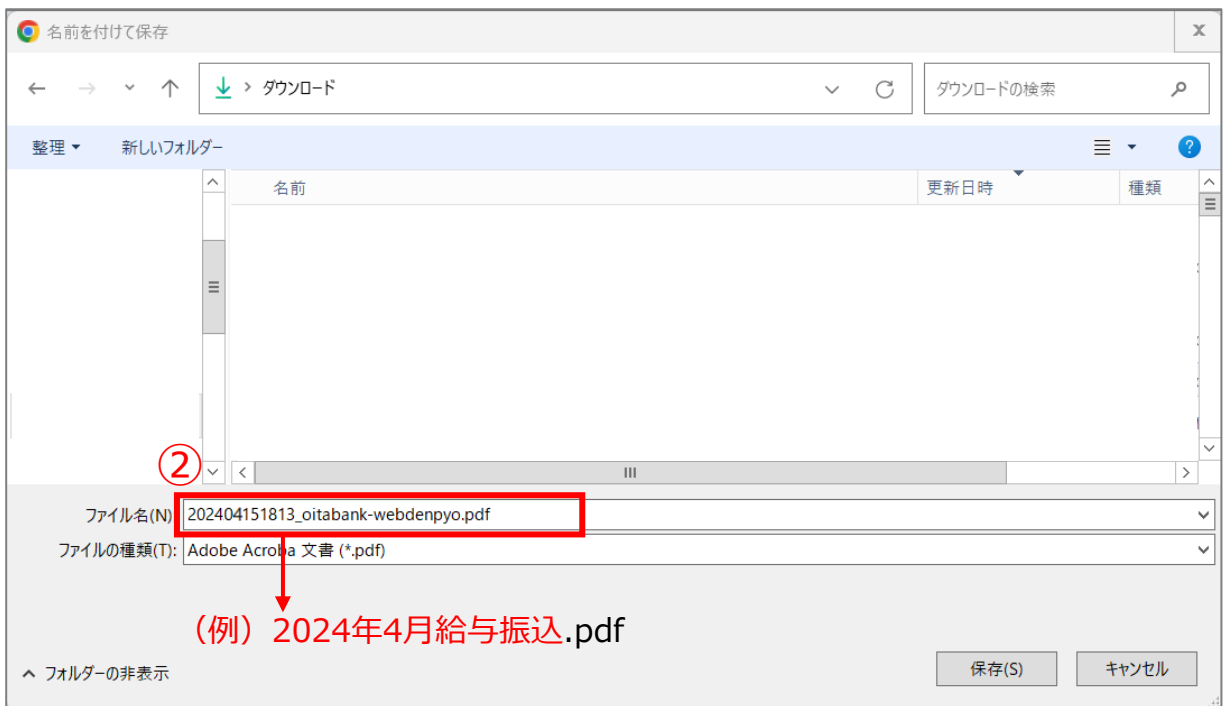 名前を付けて保存
ダウンロード
ダウンロードの検索
整理
新しいフォルダー
名前
更新日時
種類
②
ファイル名(N)
202404151813_oitabank-webdenpyo.pdf
ファイルの種類(T):
Adobe Acroba 文書 (*.pdf)
（例）2024年4月給与振込.pdf
フォルダーの非表示
保存(S)
キャンセル